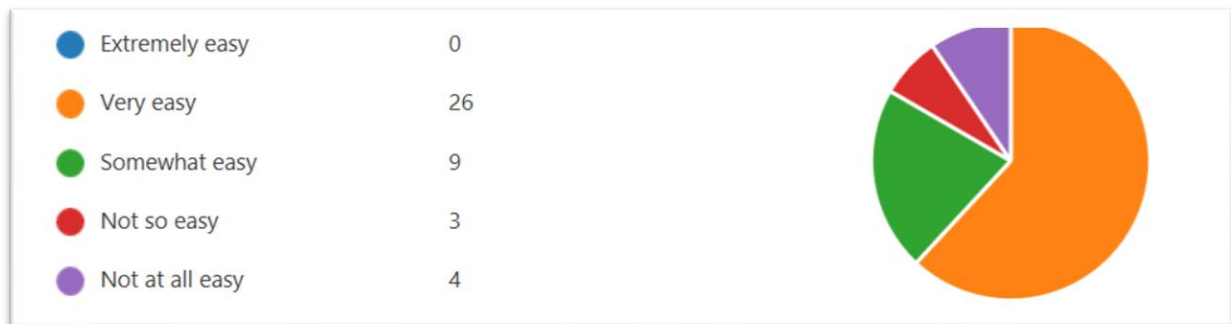 Extremely easy 0
Very easy 26
Somewhat easy 9
Not so easy 3
Not at all easy 4